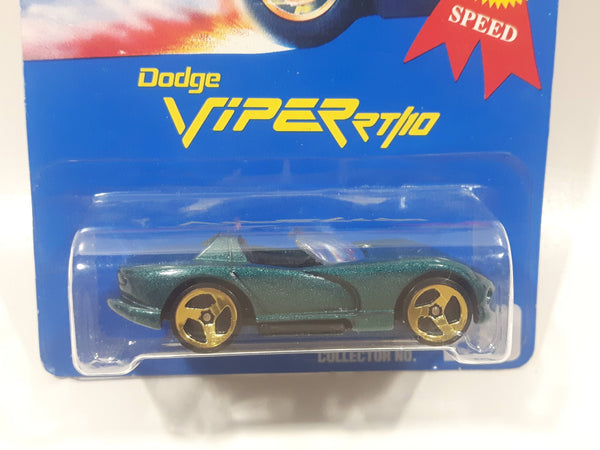 SPEED
Dodge
VIPER RT/10
COLLECTOR NO.